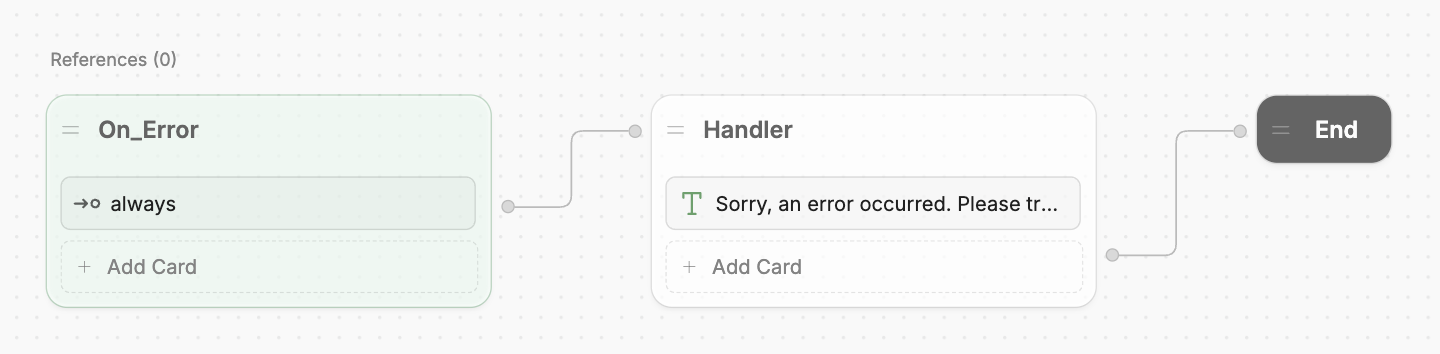 References (0)
On_Error
always
+ Add Card
Handler
T Sorry, an error occurred. Please tr...
+ Add Card
End